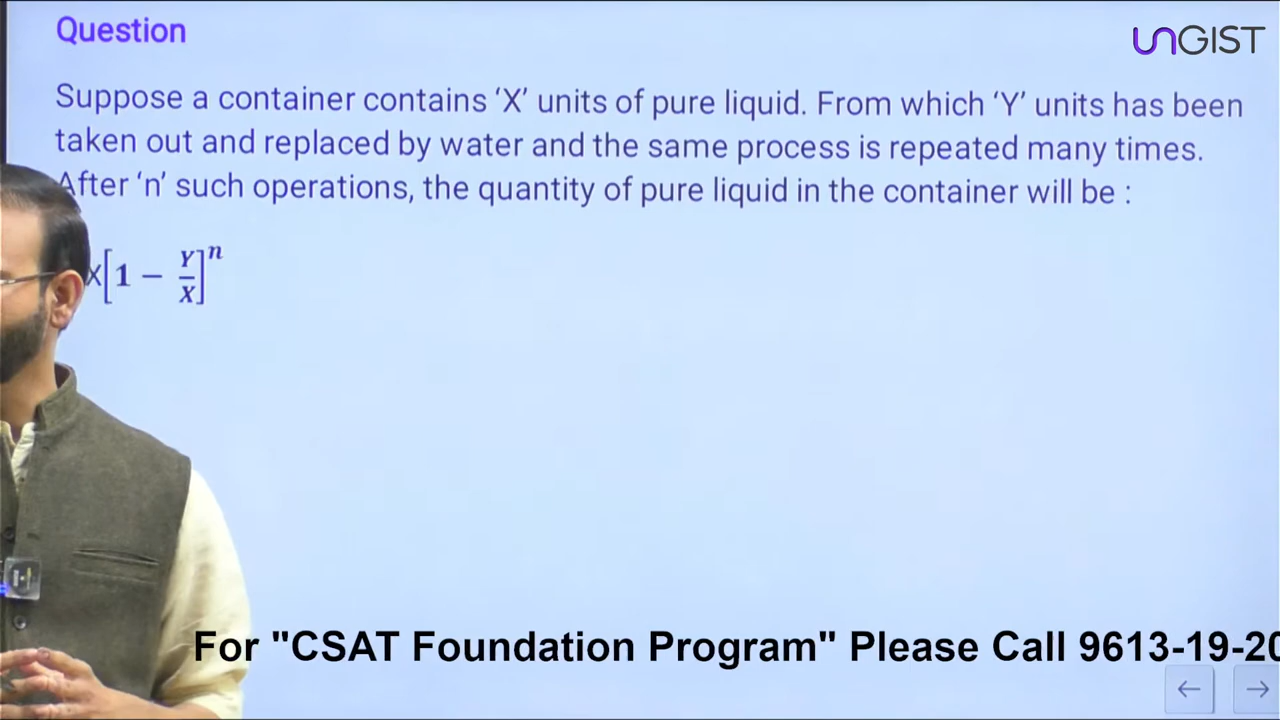 Question
UNGIST
Suppose a container contains ‘X’ units of pure liquid. From which ‘Y’ units has been
taken out and replaced by water and the same process is repeated many times.
After ‘n’ such operations, the quantity of pure liquid in the container will be :
X[1 − Y/X]ⁿ
For "CSAT Foundation Program" Please Call 9613-19-20